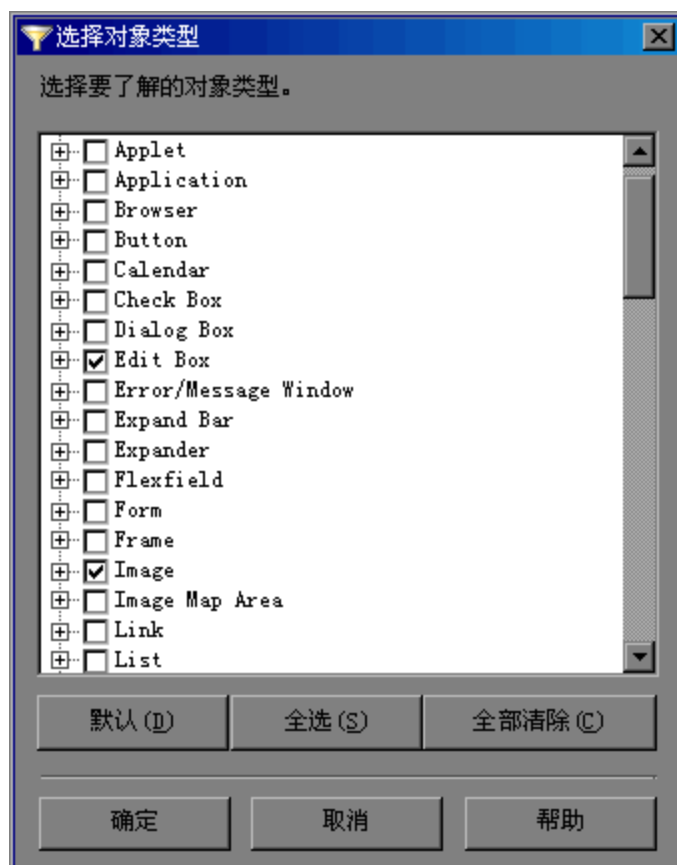 选择对象类型
选择要了解的对象类型。
Applet
Application
Browser
Button
Calendar
Check Box
Dialog Box
Edit Box
Error/Message Window
Expand Bar
Expander
Flexfield
Form
Frame
Image
Image Map Area
Link
List
默认(D) 全选(S) 全部清除(C)
确定 取消 帮助